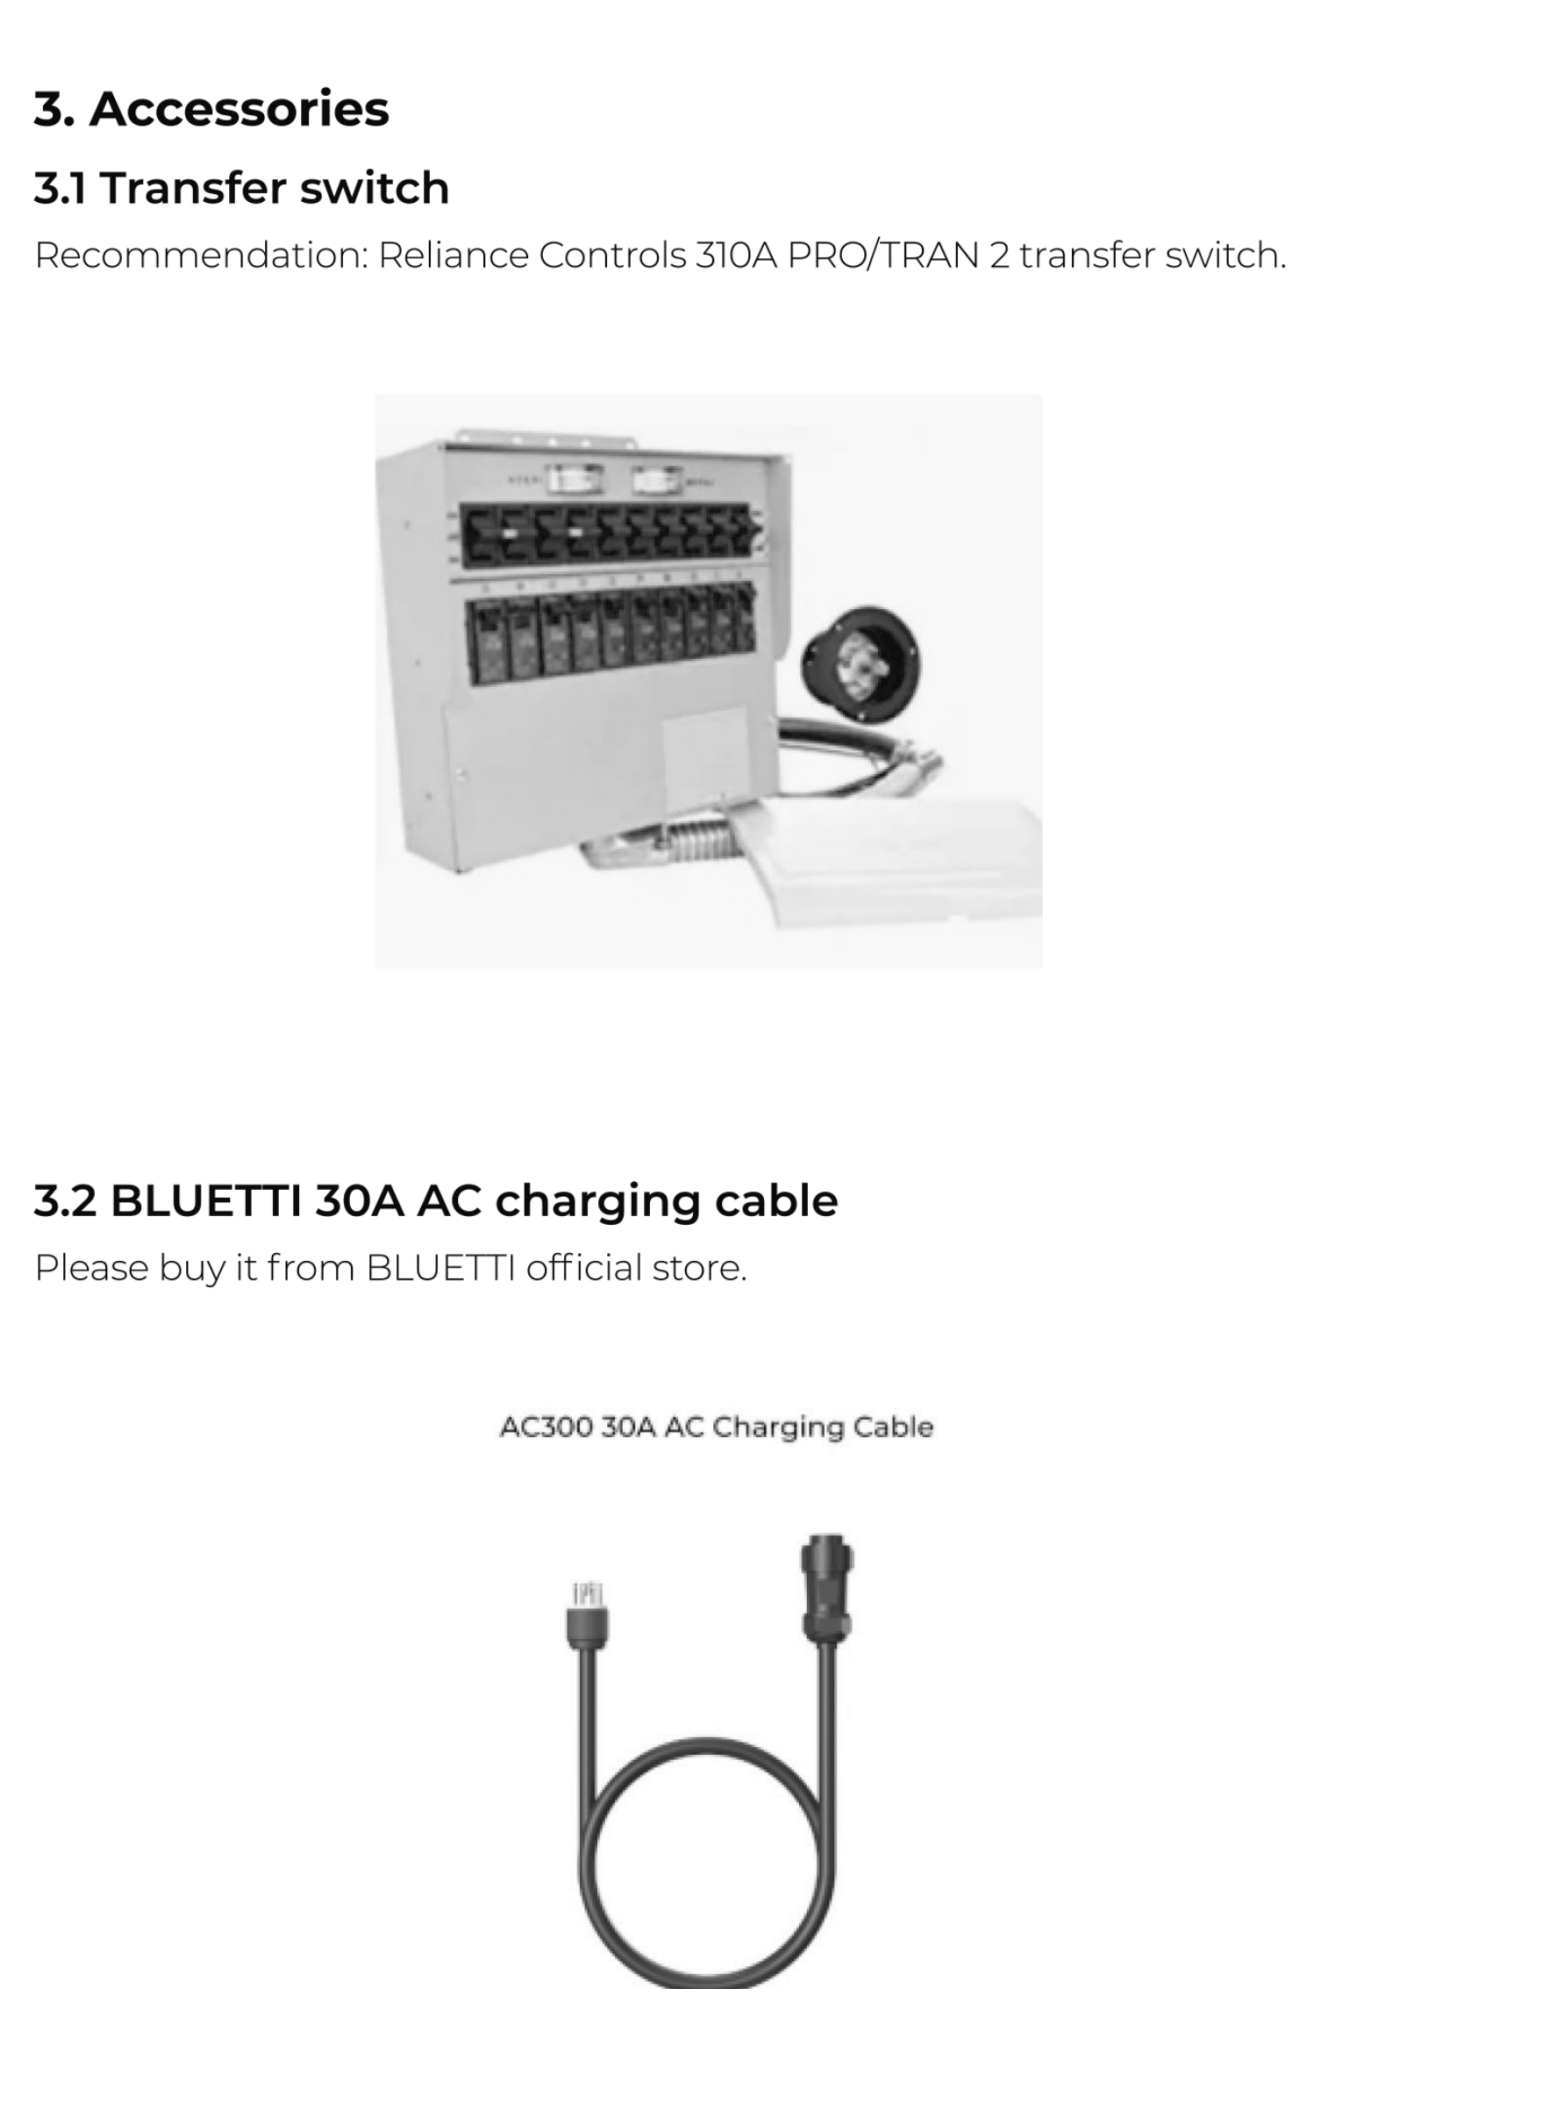 3. Accessories
3.1 Transfer switch
Recommendation: Reliance Controls 310A PRO/TRAN 2 transfer switch.
3.2 BLUETTI 30A AC charging cable
Please buy it from BLUETTI official store.
AC300 30A AC Charging Cable